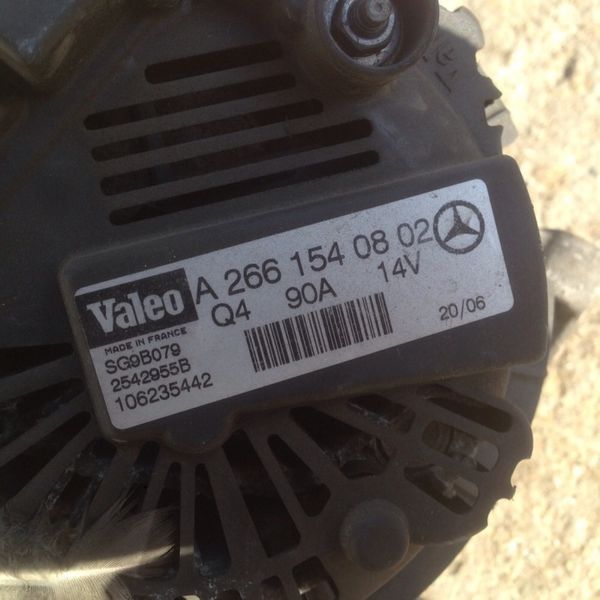 Valeo A 266 154 08 02
Q4 90A 14V
MADE IN FRANCE
SG9B079
2542955B
106235442
20/06